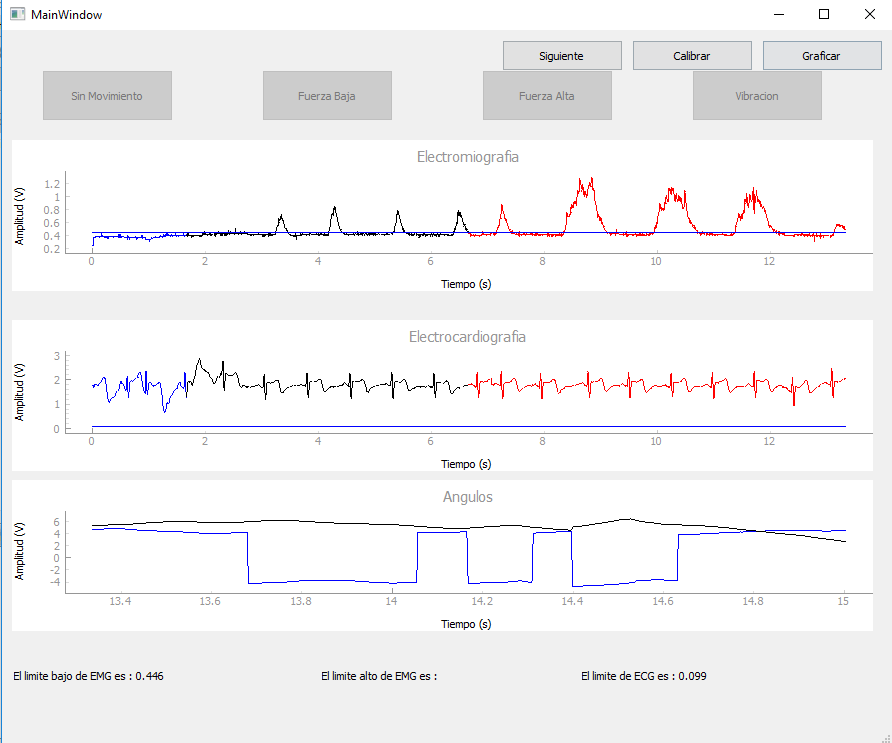 MainWindow
Siguiente Calibrar Graficar
Sin Movimiento Fuerza Baja Fuerza Alta Vibracion
Electromiografia
Amplitud (V)
1.2
1
0.8
0.6
0.4
0.2
0 2 4 6 8 10 12
Tiempo (s)
Electrocardiografia
Amplitud (V)
3
2
1
0
0 2 4 6 8 10 12
Tiempo (s)
Angulos
Amplitud (V)
6
4
2
0
-2
-4
13.4 13.6 13.8 14 14.2 14.4 14.6 14.8 15
Tiempo (s)
El limite bajo de EMG es : 0.446 El limite alto de EMG es : El limite de ECG es : 0.099